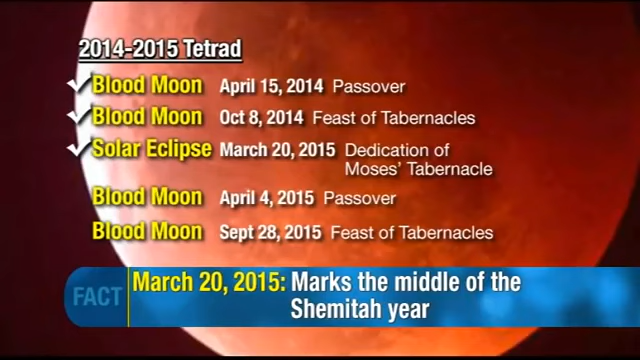 2014-2015 Tetrad
✓ Blood Moon April 15, 2014 Passover
✓ Blood Moon Oct 8, 2014 Feast of Tabernacles
✓ Solar Eclipse March 20, 2015 Dedication of
Moses' Tabernacle
Blood Moon April 4, 2015 Passover
Blood Moon Sept 28, 2015 Feast of Tabernacles
FACT March 20, 2015: Marks the middle of the
Shemitah year